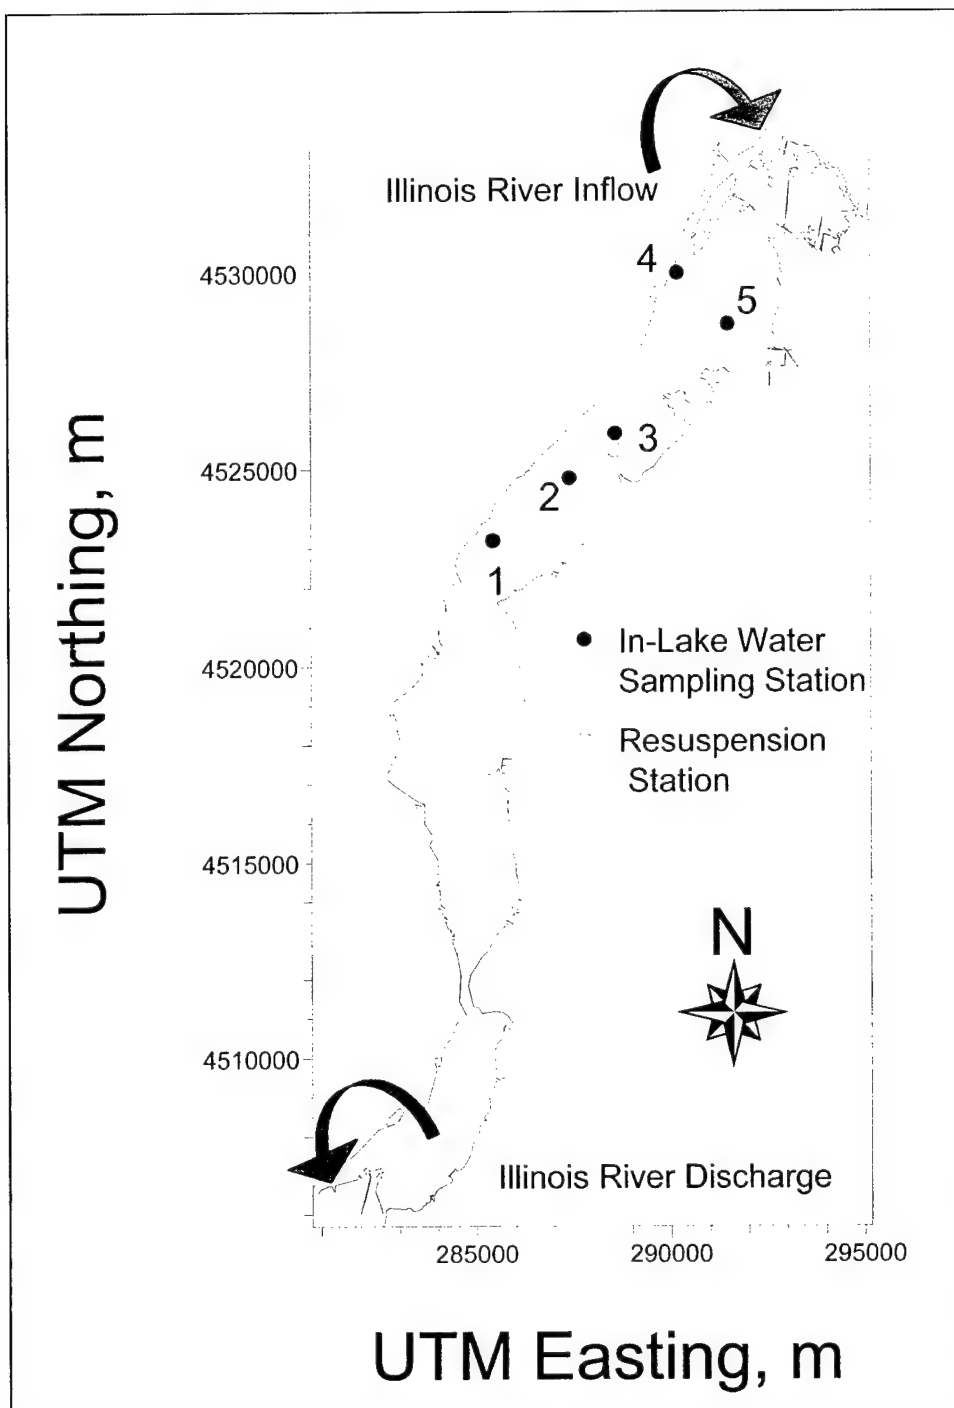 Illinois River Inflow
4530000
4
5
4525000
3
2
1
In-Lake Water
Sampling Station
4520000
Resuspension
Station
4515000
N
4510000
Illinois River Discharge
285000
290000
295000
UTM Northing, m
UTM Easting, m